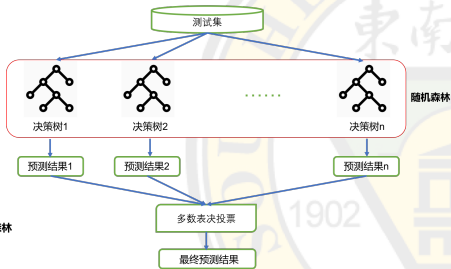 测试集
东南
······
随机森林
决策树1 决策树2 决策树n
预测结果1 预测结果2 预测结果n
多数表决投票
1902
林
最终预测结果